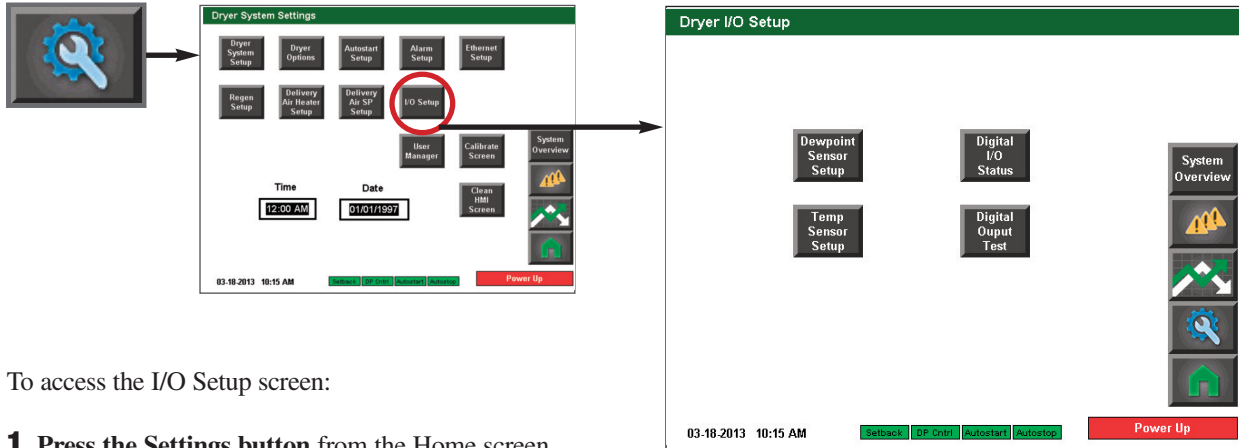 Dryer System Settings
Dryer
System
Setup
Dryer
Options
Autostart
Setup
Alarm
Setup
Ethernet
Setup
Regen
Setup
Delivery
Air Heater
Setup
Delivery
Air SP
Setup
I/O Setup
User
Manager
Calibrate
Screen
System
Overview
Time
Date
12:00 AM
01/01/1997
Clean
HMI
Screen
03-18-2013 10:15 AM
Setback DP Cntrl Autostart Autostop
Power Up
Dryer I/O Setup
Dewpoint
Sensor
Setup
Digital
I/O
Status
System
Overview
Temp
Sensor
Setup
Digital
Ouput
Test
03-18-2013 10:15 AM
Setback DP Cntrl Autostart Autostop
Power Up
To access the I/O Setup screen:
1 Press the Settings button from the Home screen